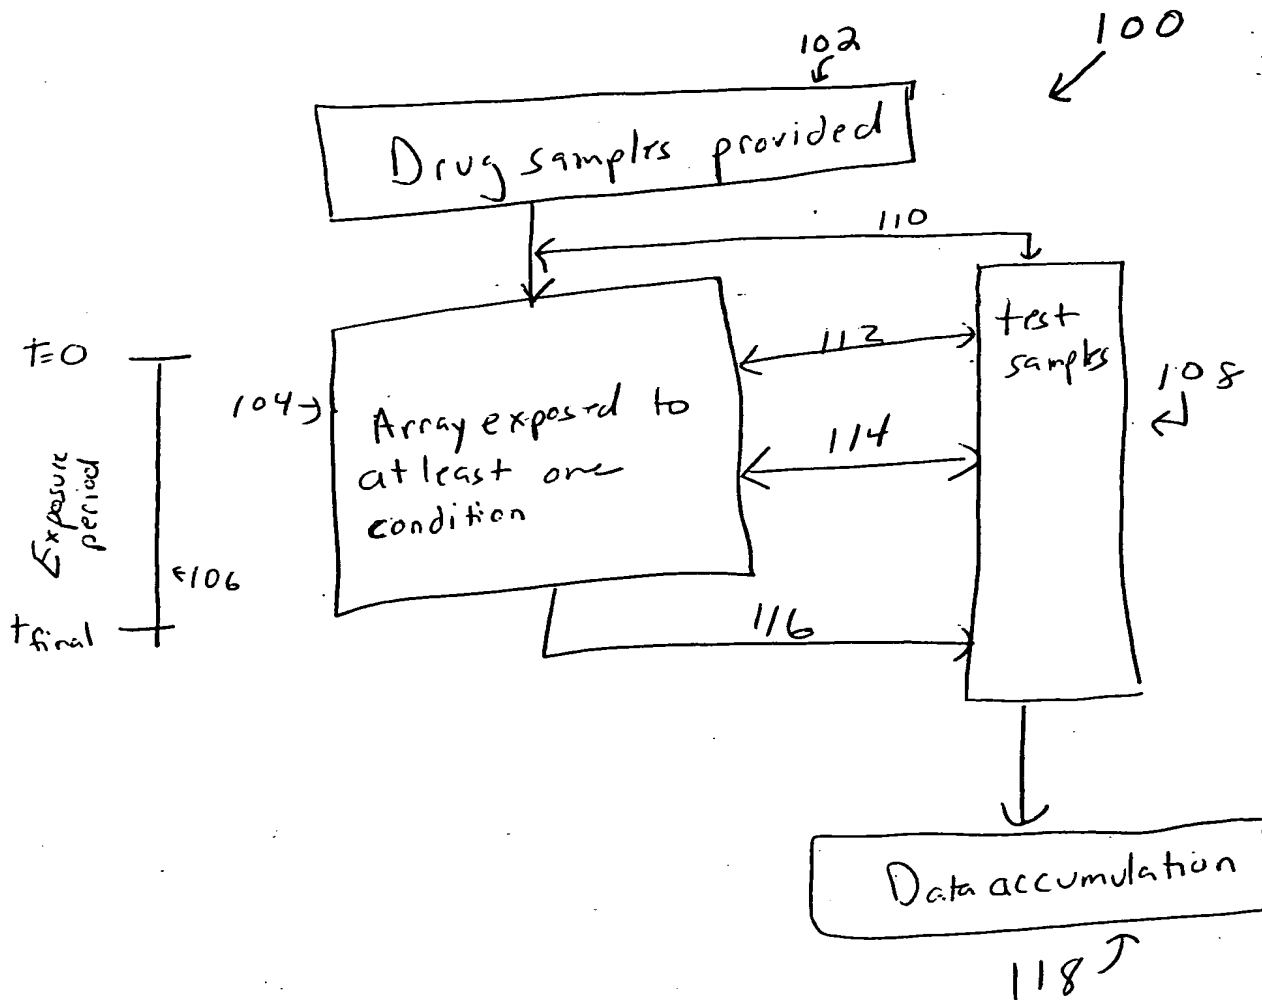 100
102
Drug samples provided
110
t=0
112
test
samples
108
104
Array exposed to
at least one
condition
114
Exposure
period
106
116
t final
Data accumulation
118